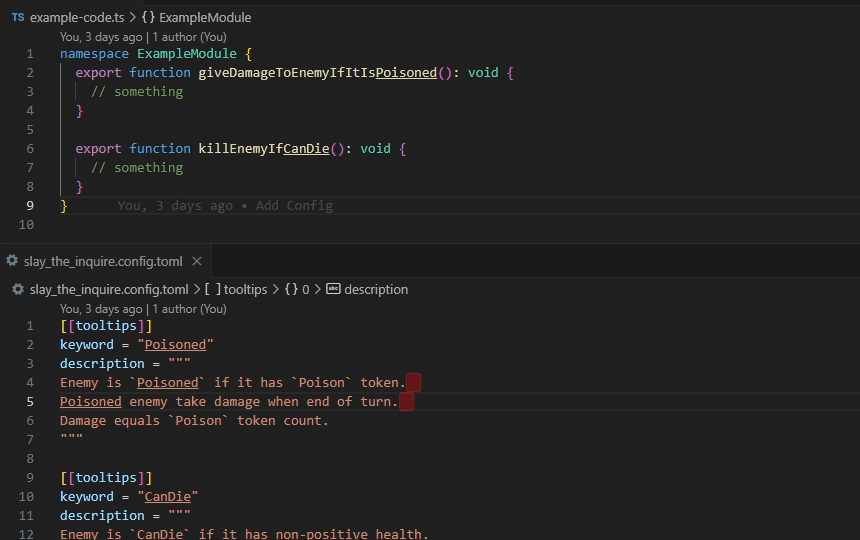 TS example-code.ts > {} ExampleModule
You, 3 days ago | 1 author (You)
1 namespace ExampleModule {
2 export function giveDamageToEnemyIfItIsPoisoned(): void {
3 // something
4 }
5
6 export function killEnemyIfCanDie(): void {
7 // something
8 }
9 } You, 3 days ago • Add Config
10
slay_the_inquire.config.toml ×
slay_the_inquire.config.toml > [ ] tooltips > {} 0 > abc description
You, 3 days ago | 1 author (You)
1 [[tooltips]]
2 keyword = "Poisoned"
3 description = """
4 Enemy is `Poisoned` if it has `Poison` token.
5 Poisoned enemy take damage when end of turn.
6 Damage equals `Poison` token count.
7 """
8
9 [[tooltips]]
10 keyword = "CanDie"
11 description = """
12 Enemy is `CanDie` if it has non-positive health.